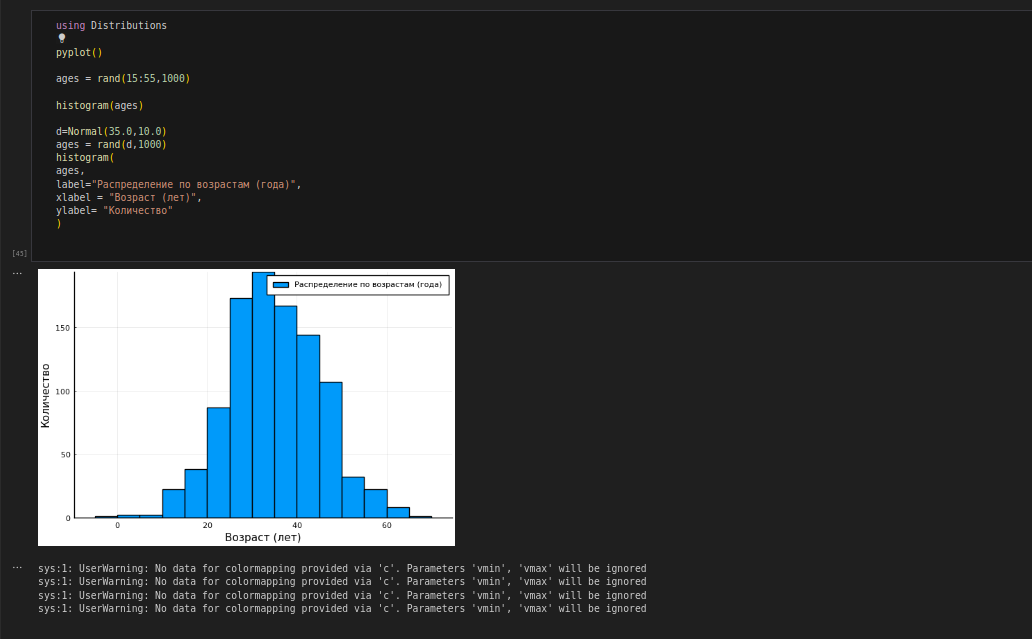 using Distributions
pyplot()
ages = rand(15:55,1000)
histogram(ages)
d=Normal(35.0,10.0)
ages = rand(d,1000)
histogram(
ages,
label="Распределение по возрастам (года)",
xlabel = "Возраст (лет)",
ylabel= "Количество"
)
[45]
...
Распределение по возрастам (года)
150
100
50
0
Количество
0 20 40 60
Возраст (лет)
...
sys:1: UserWarning: No data for colormapping provided via 'c'. Parameters 'vmin', 'vmax' will be ignored
sys:1: UserWarning: No data for colormapping provided via 'c'. Parameters 'vmin', 'vmax' will be ignored
sys:1: UserWarning: No data for colormapping provided via 'c'. Parameters 'vmin', 'vmax' will be ignored
sys:1: UserWarning: No data for colormapping provided via 'c'. Parameters 'vmin', 'vmax' will be ignored